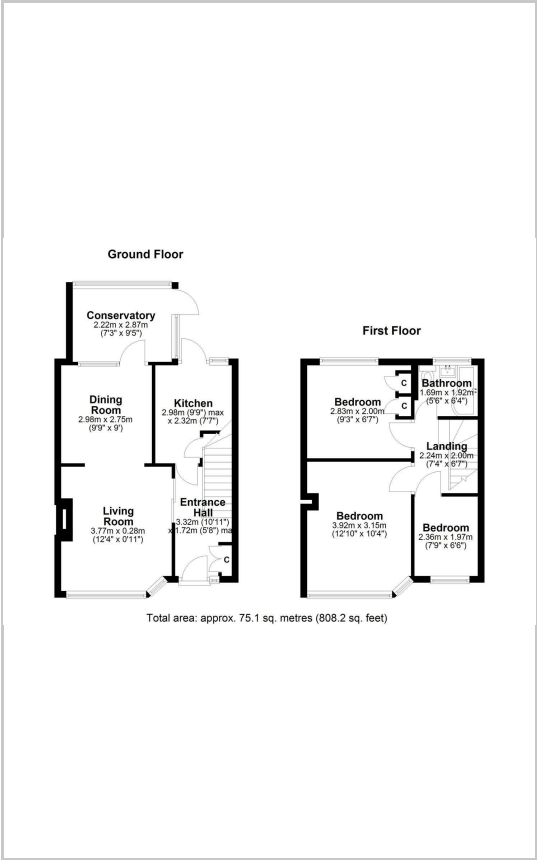 Ground Floor
Conservatory
2.22m x 2.87m
(7'3" x 9'5")
Dining
Room
2.98m x 2.75m
(9'9" x 9')
Kitchen
2.98m (9'9") max
x 2.32m (7'7")
Living
Room
3.77m x 0.28m
(12'4" x 0'11")
Entrance
Hall
3.32m (10'11")
x 1.72m (5'8") ma
C
First Floor
Bedroom
2.83m x 2.00m
(9'3" x 6'7")
C
C
Bathroom
1.69m x 1.92m
(5'6" x 6'4")
Landing
2.24m x 2.00m
(7'4" x 6'7")
Bedroom
3.92m x 3.15m
(12'10" x 10'4")
Bedroom
2.36m x 1.97m
(7'9" x 6'6")
Total area: approx. 75.1 sq. metres (808.2 sq. feet)